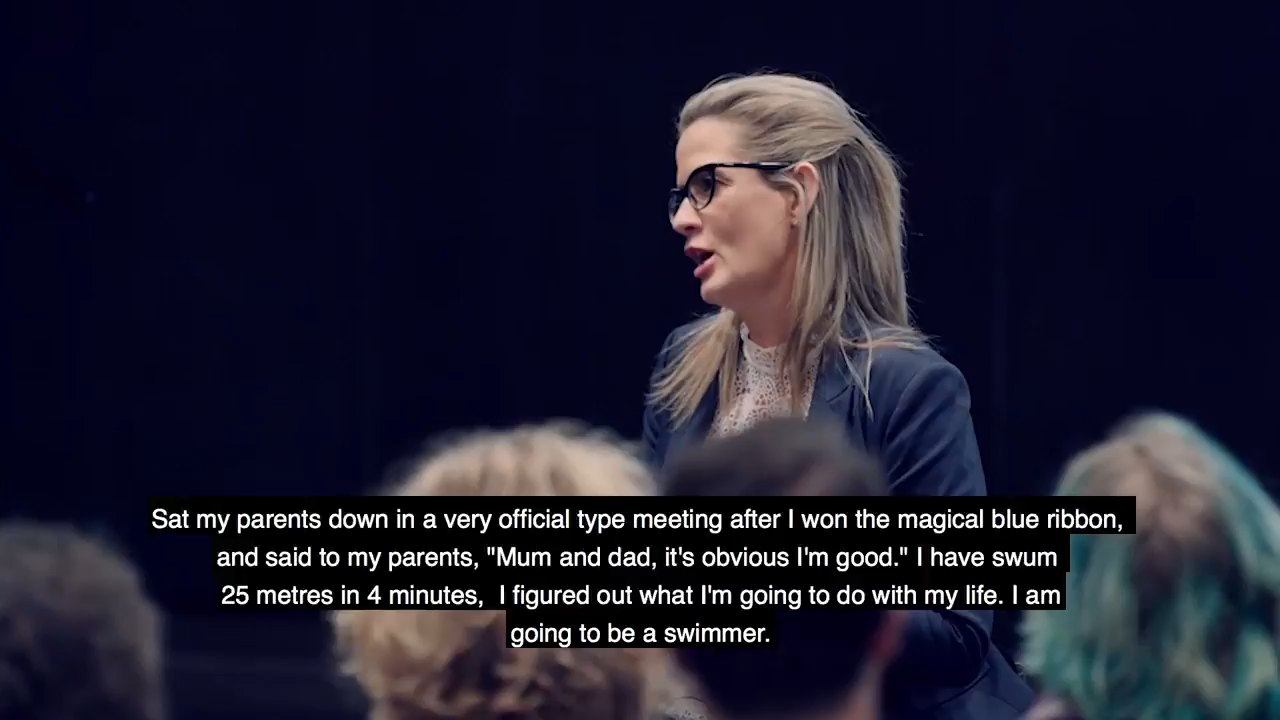 Sat my parents down in a very official type meeting after I won the magical blue ribbon,
and said to my parents, "Mum and dad, it's obvious I'm good." I have swum
25 metres in 4 minutes,  I figured out what I'm going to do with my life. I am
going to be a swimmer.